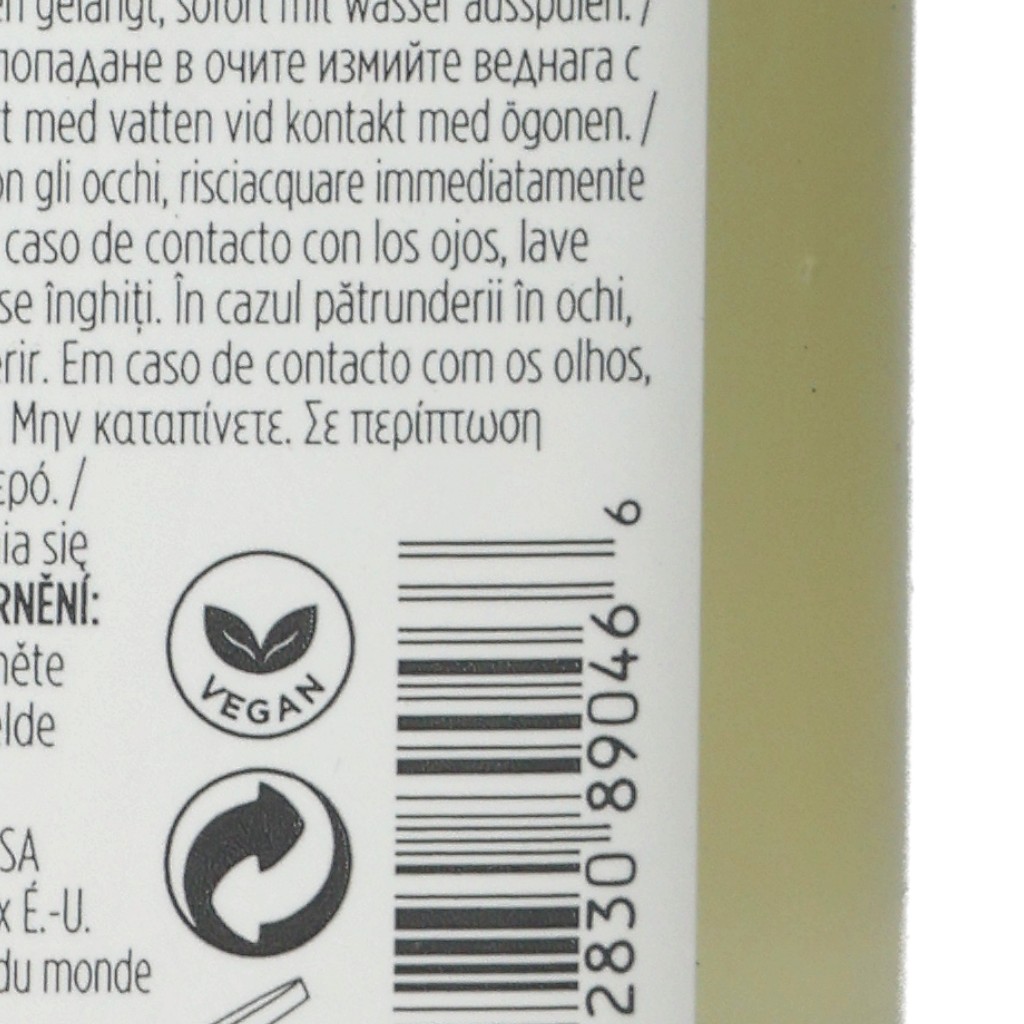 gelangt, sofort mit Wasser ausspülen. /
попадане в очите измийте веднага с
t med vatten vid kontakt med ögonen. /
on gli occhi, risciacquare immediatamente
caso de contacto con los ojos, lave
se înghiți. În cazul pătrunderii în ochi,
erir. Em caso de contacto com os olhos,
Μην καταπίνετε. Σε περίπτωση
ερό. /
ia się
RNĚNÍ:
něte
elde
VEGAN
SA
x É.-U.
du monde
2830 89046 6